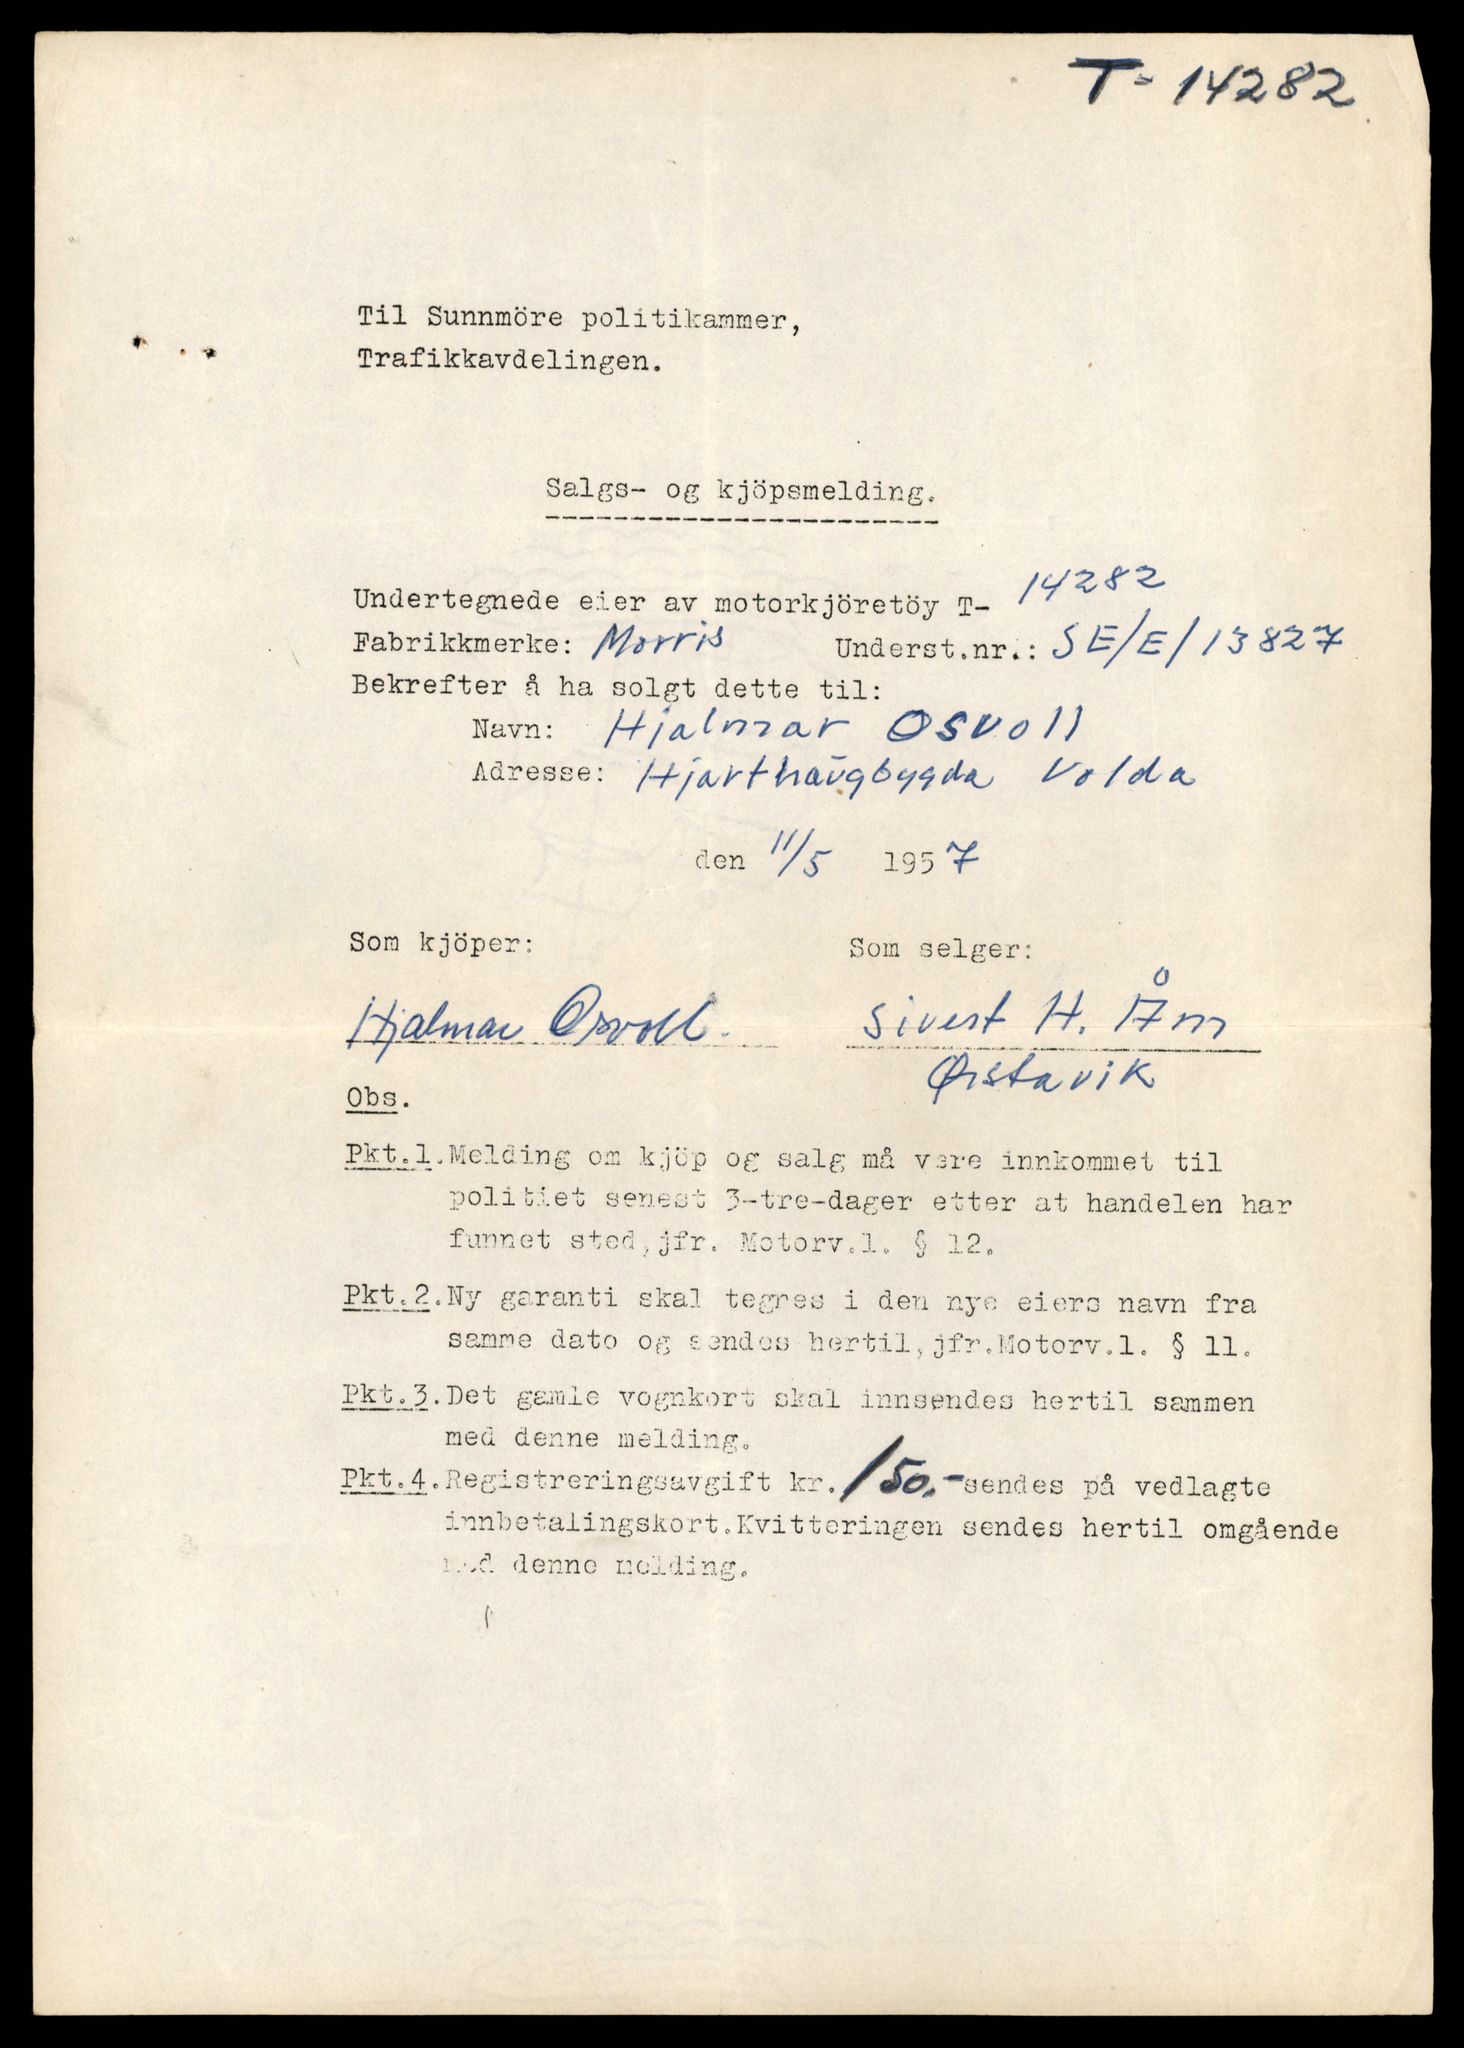 T- 14282
Til Sunnmöre politikammer,
Trafikkavdelingen.
Salgs- og kjöpsmelding.
Undertegnede eier av motorkjöretöy T- 14282
Fabrikkmerke: Morris Underst.nr.: SE/E/13827
Bekrefter å ha solgt dette til:
Navn: Hjalmar Osvoll
Adresse: Hjarthaugbygda Volda
den 11/5 1957
Som kjöper: Som selger:
Hjalmar Osvoll. Sivert H. Åm
Ørstavik
Obs.
Pkt.1. Melding om kjöp og salg må være innkommet til
politiet senest 3-tre-dager etter at handelen har
funnet sted, jfr. Motorv.l. § 12.
Pkt.2. Ny garanti skal tegnes i den nye eiers navn fra
samme dato og sendes hertil, jfr.Motorv.l. § 11.
Pkt.3. Det gamle vognkort skal innsendes hertil sammen
med denne melding.
Pkt.4. Registreringsavgift kr. 150.- sendes på vedlagte
innbetalingskort. Kvitteringen sendes hertil omgående
med denne melding.